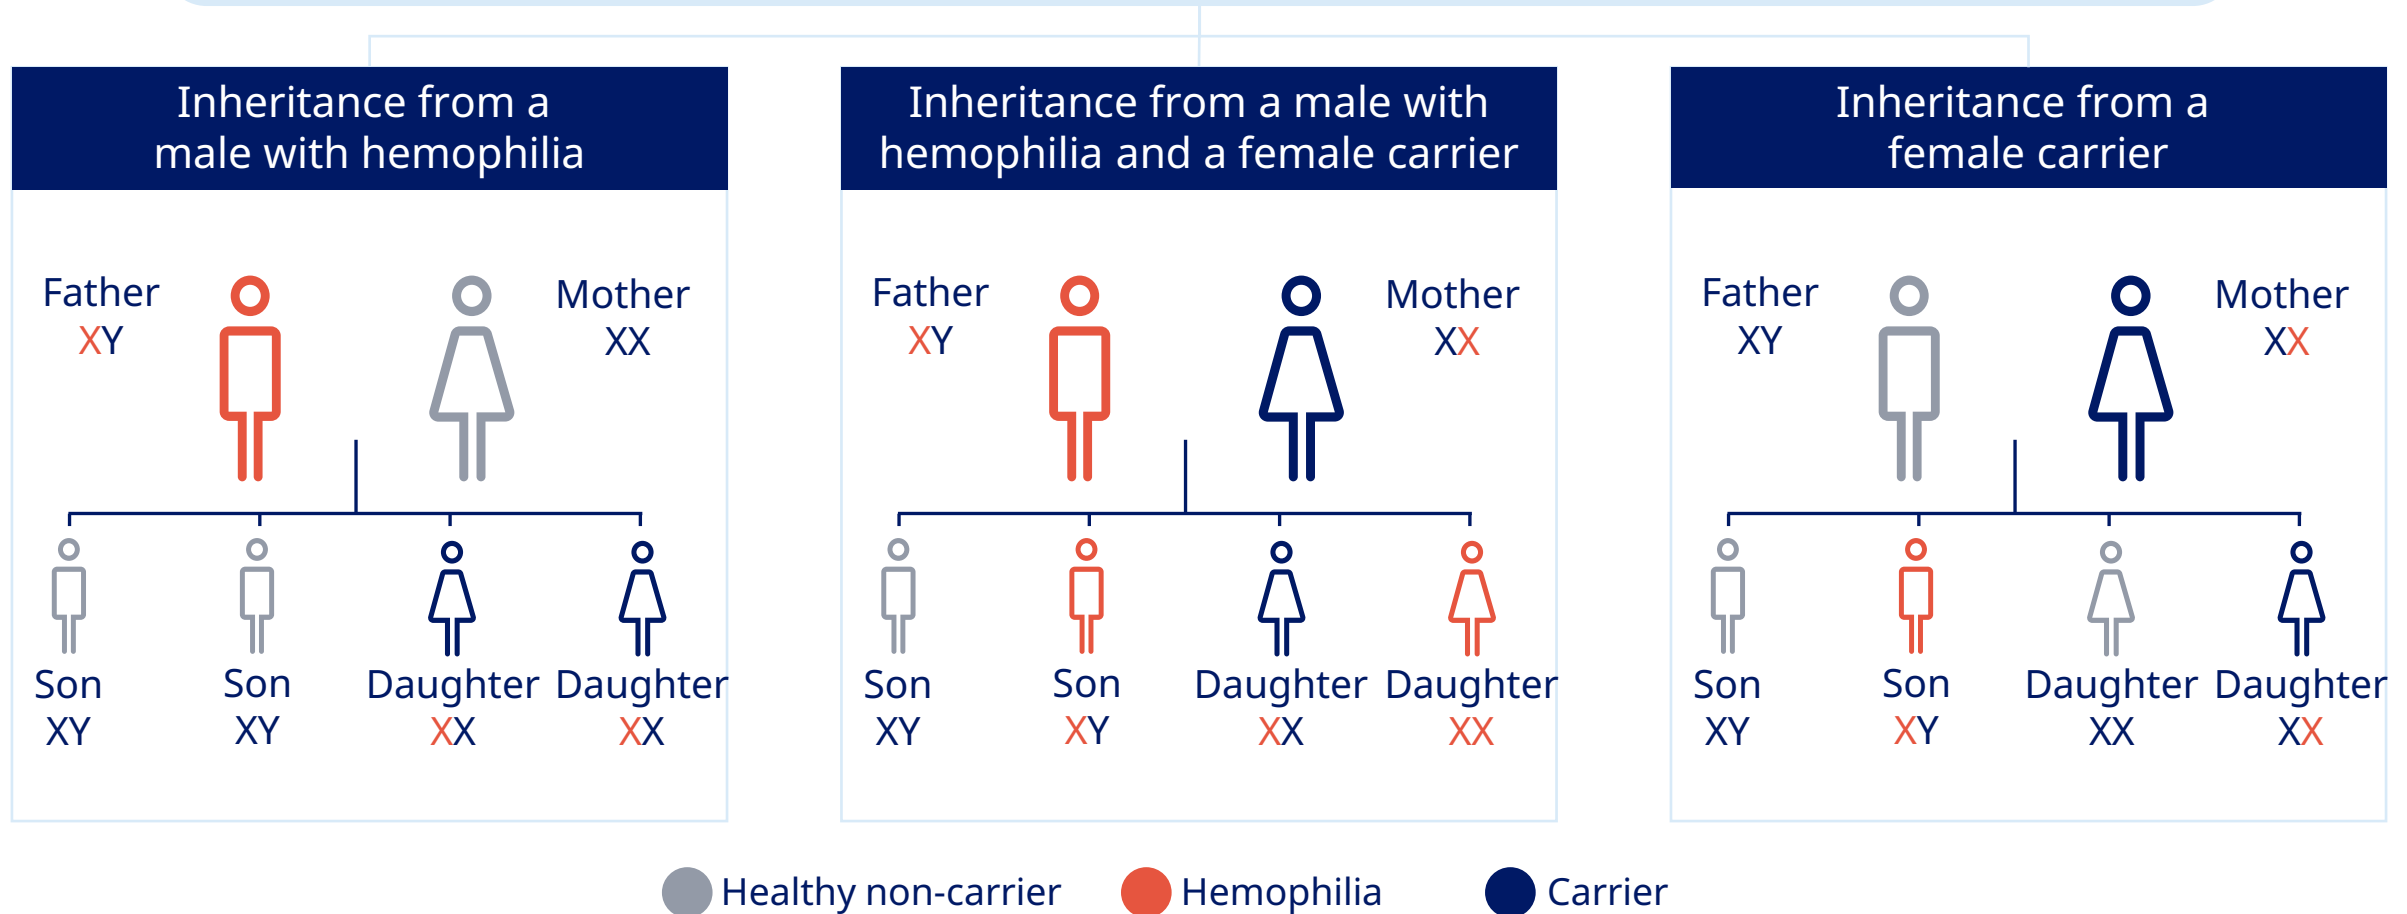 Inheritance from a
male with hemophilia
Father
XY
Mother
XX
Son
XY
Son
XY
Daughter
XX
Daughter
XX
Inheritance from a male with
hemophilia and a female carrier
Father
XY
Mother
XX
Son
XY
Son
XY
Daughter
XX
Daughter
XX
Inheritance from a
female carrier
Father
XY
Mother
XX
Son
XY
Son
XY
Daughter
XX
Daughter
XX
Healthy non-carrier
Hemophilia
Carrier